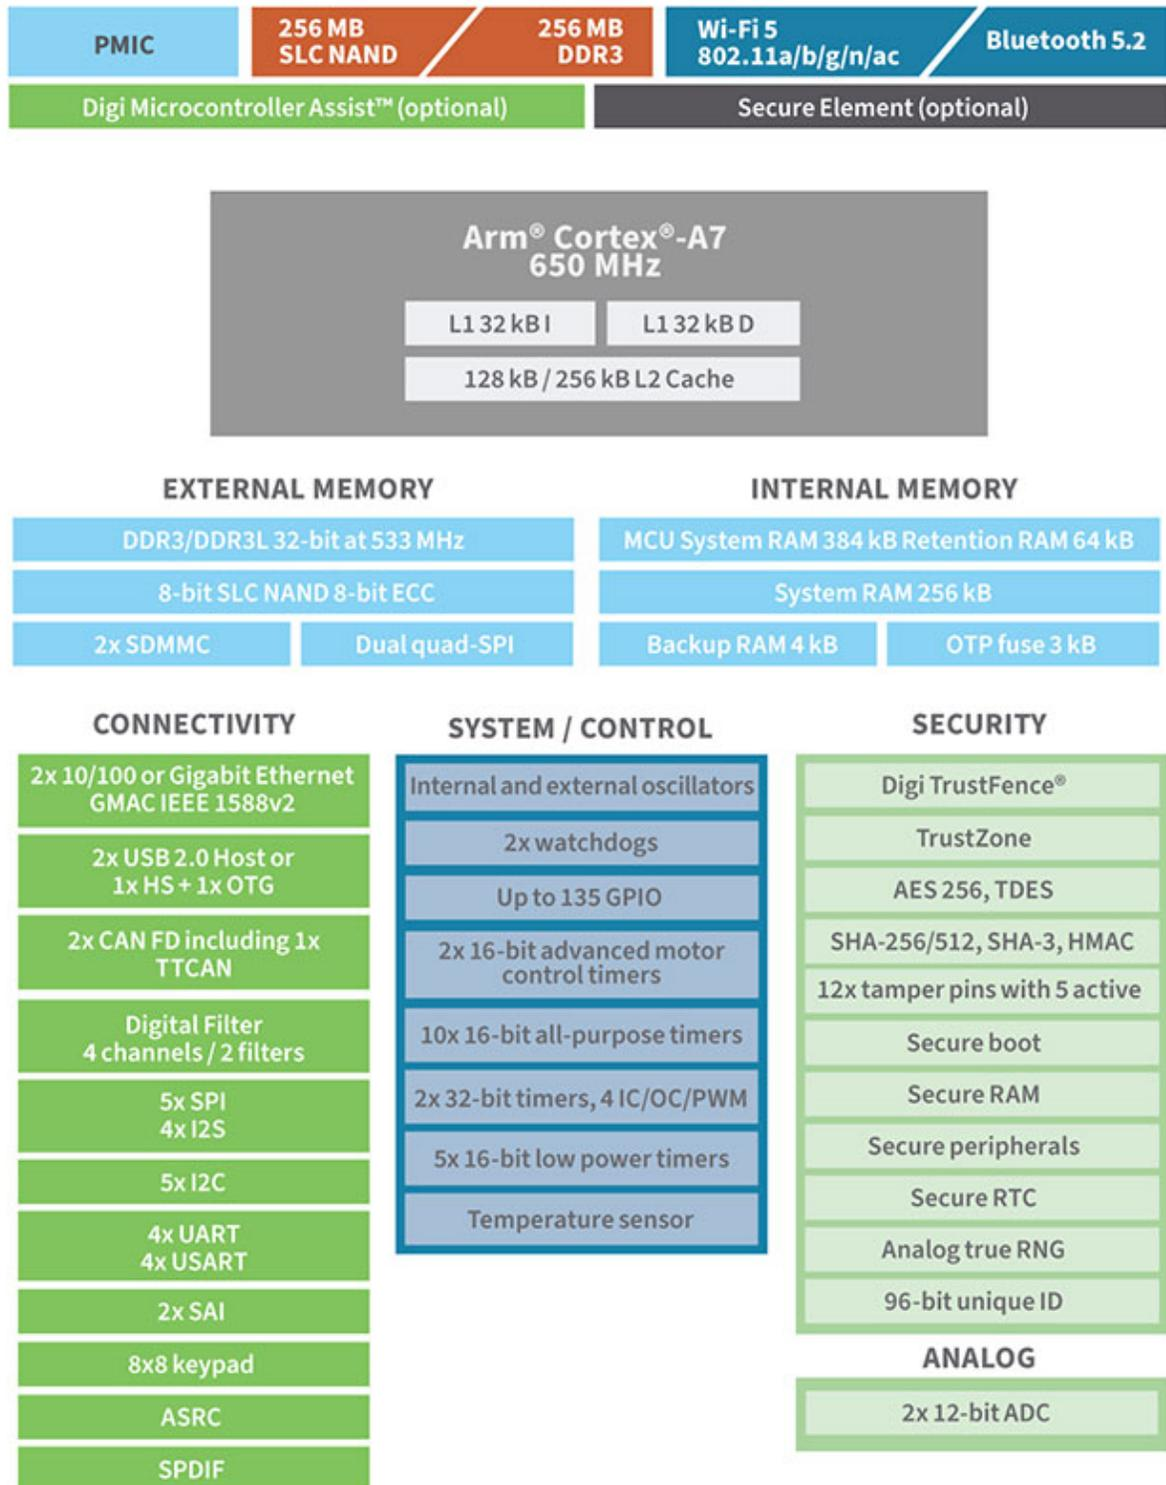 PMIC
256 MB
SLC NAND
256 MB
DDR3
Wi-Fi 5
802.11a/b/g/n/ac
Bluetooth 5.2
Digi Microcontroller Assist™ (optional)
Secure Element (optional)
Arm® Cortex®-A7
650 MHz
L1 32 kB I
L1 32 kB D
128 kB / 256 kB L2 Cache
EXTERNAL MEMORY
DDR3/DDR3L 32-bit at 533 MHz
8-bit SLC NAND 8-bit ECC
2x SDMMC
Dual quad-SPI
INTERNAL MEMORY
MCU System RAM 384 kB Retention RAM 64 kB
System RAM 256 kB
Backup RAM 4 kB
OTP fuse 3 kB
CONNECTIVITY
2x 10/100 or Gigabit Ethernet
GMAC IEEE 1588v2
2x USB 2.0 Host or
1x HS + 1x OTG
2x CAN FD including 1x
TTCAN
Digital Filter
4 channels / 2 filters
5x SPI
4x I2S
5x I2C
4x UART
4x USART
2x SAI
8x8 keypad
ASRC
SPDIF
SYSTEM / CONTROL
Internal and external oscillators
2x watchdogs
Up to 135 GPIO
2x 16-bit advanced motor
control timers
10x 16-bit all-purpose timers
2x 32-bit timers, 4 IC/OC/PWM
5x 16-bit low power timers
Temperature sensor
SECURITY
Digi TrustFence®
TrustZone
AES 256, TDES
SHA-256/512, SHA-3, HMAC
12x tamper pins with 5 active
Secure boot
Secure RAM
Secure peripherals
Secure RTC
Analog true RNG
96-bit unique ID
ANALOG
2x 12-bit ADC